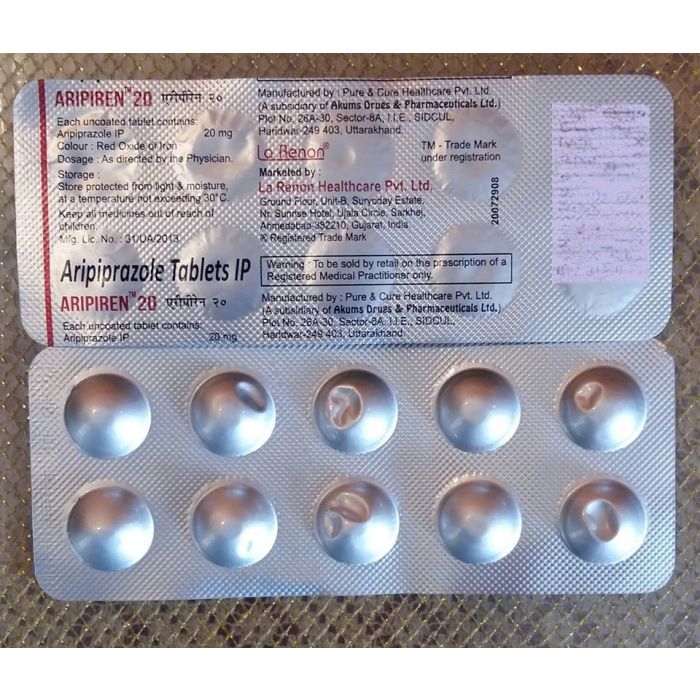 ARIPIREN™ 20 एरीपीरेन २०
Each uncoated tablet contains:
Aripiprazole IP 20 mg
Colour : Red Oxide of Iron
Dosage : As directed by the Physician.
Storage :
Store protected from light & moisture,
at a temperature not exceeding 30°C.
Keep all medicines out of reach of
children.
Mfg. Lic. No. : 31/UA/2013
Aripiprazole Tablets IP
ARIPIREN™ 20 एरीपीरेन २०
Each uncoated tablet contains:
Aripiprazole IP 20 mg
Manufactured by : Pure & Cure Healthcare Pvt. Ltd.
(A subsidiary of Akums Drugs & Pharmaceuticals Ltd.)
Plot No. 26A-30, Sector-8A, I.I.E., SIDCUL,
Haridwar-249 403, Uttarakhand.
La Renon® TM - Trade Mark
under registration
Marketed by :
La Renon Healthcare Pvt. Ltd.
Ground Floor, Unit-B, Suryoday Estate,
Nr. Sunrise Hotel, Ujala Circle, Sarkhej,
Ahmedabad-382210, Gujarat, India.
® Registered Trade Mark
20072908
Warning : To be sold by retail on the prescription of a
Registered Medical Practitioner only.
Manufactured by : Pure & Cure Healthcare Pvt. Ltd.
(A subsidiary of Akums Drugs & Pharmaceuticals Ltd.)
Plot No. 26A-30, Sector-8A, I.I.E., SIDCUL,
Haridwar-249 403, Uttarakhand.